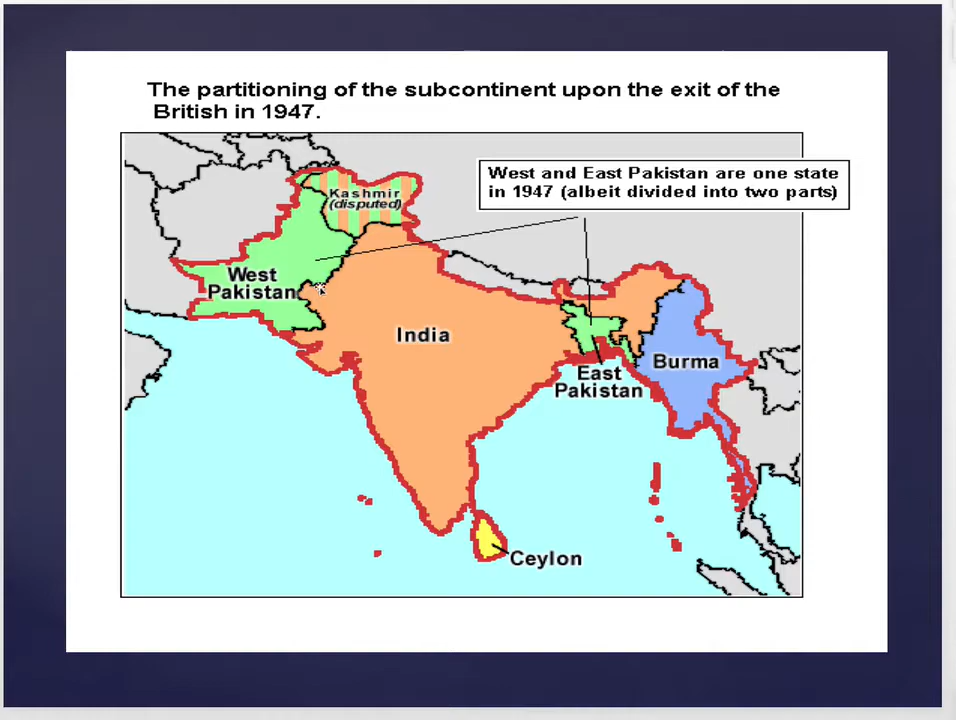 The partitioning of the subcontinent upon the exit of the
British in 1947.
West and East Pakistan are one state
in 1947 (albeit divided into two parts)
Kashmir
(disputed)
West
Pakistan
India
Burma
East
Pakistan
Ceylon